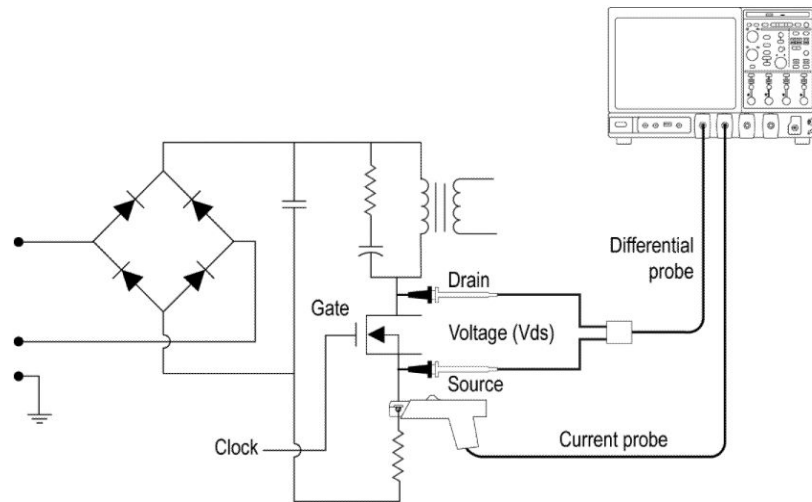 Differential
probe
Drain
Gate
Voltage (Vds)
Source
Clock
Current probe